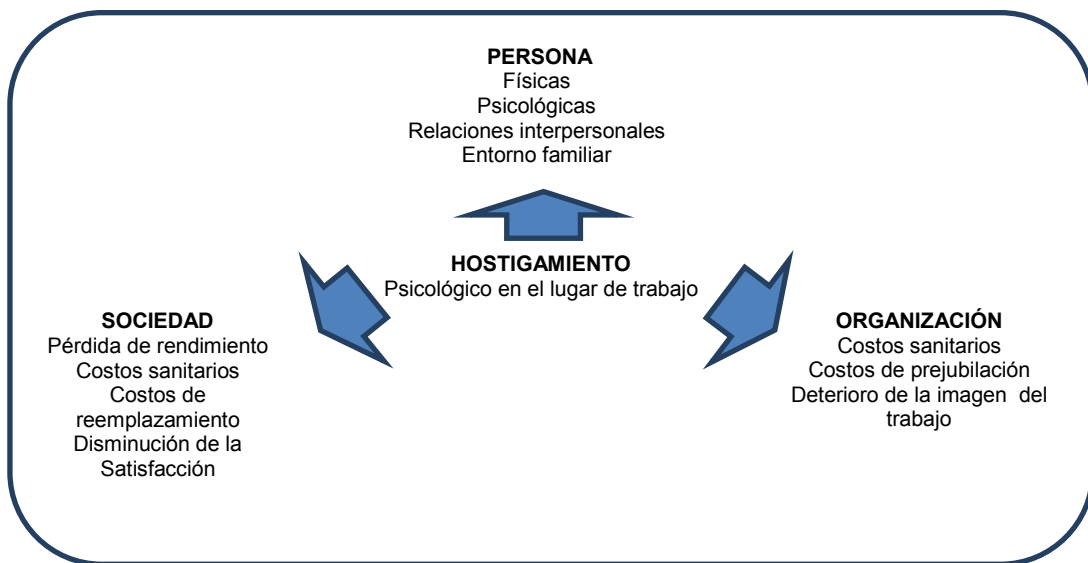 PERSONA
Físicas
Psicológicas
Relaciones interpersonales
Entorno familiar
HOSTIGAMIENTO
Psicológico en el lugar de trabajo
SOCIEDAD
Pérdida de rendimiento
Costos sanitarios
Costos de
reemplazamiento
Disminución de la
Satisfacción
ORGANIZACIÓN
Costos sanitarios
Costos de prejubilación
Deterioro de la imagen del
trabajo